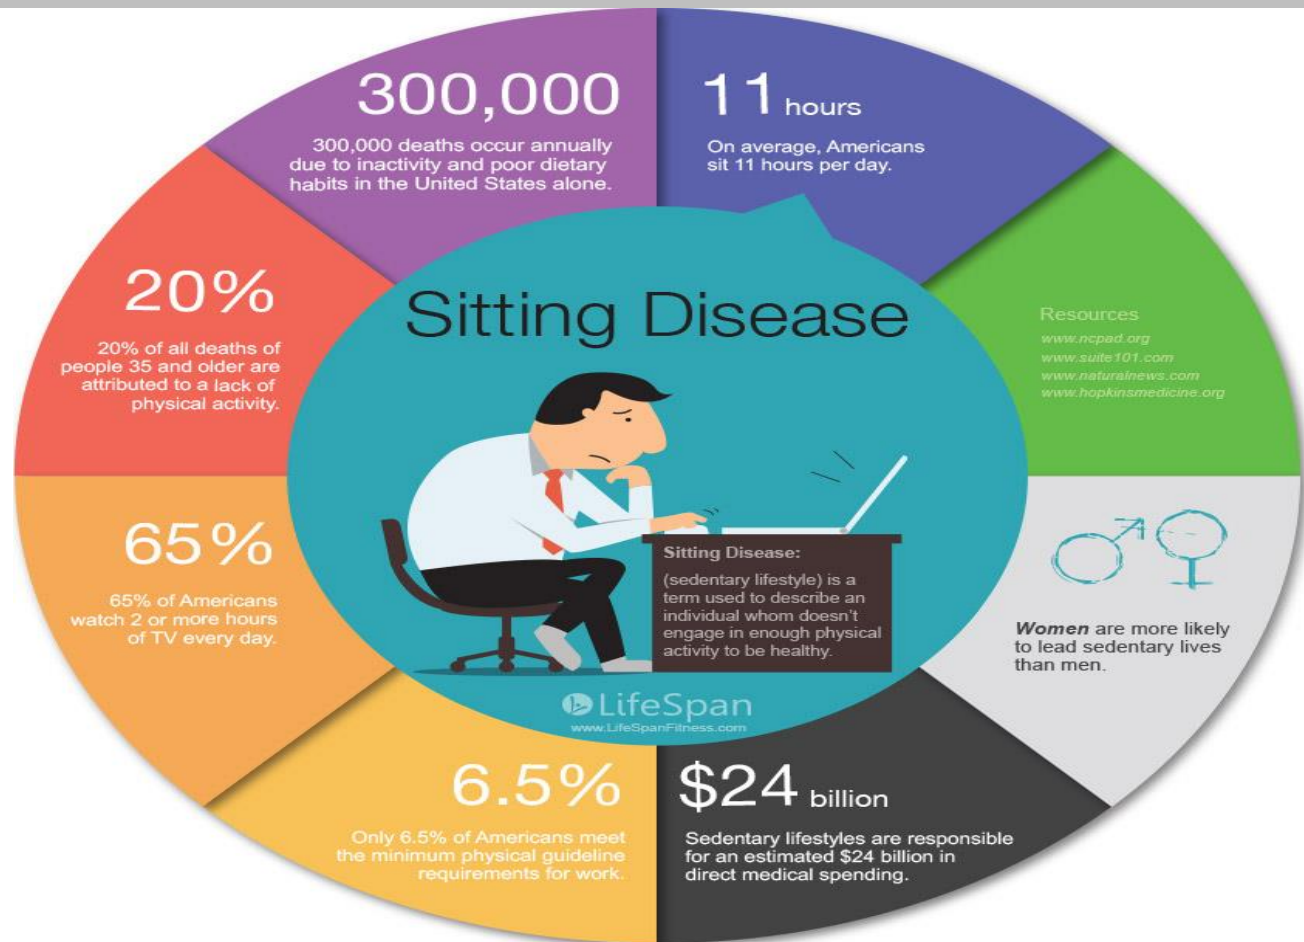 300,000
300,000 deaths occur annually
due to inactivity and poor dietary
habits in the United States alone.
11 hours
On average, Americans
sit 11 hours per day.
Resources
www.ncpad.org
www.suite101.com
www.naturalnews.com
www.hopkinsmedicine.org
20%
20% of all deaths of
people 35 and older are
attributed to a lack of
physical activity.
Sitting Disease
65%
65% of Americans
watch 2 or more hours
of TV every day.
Sitting Disease:
(sedentary lifestyle) is a
term used to describe an
individual whom doesn't
engage in enough physical
activity to be healthy.
Women are more likely
to lead sedentary lives
than men.
LifeSpan
www.LifeSpanFitness.com
6.5%
Only 6.5% of Americans meet
the minimum physical guideline
requirements for work.
$24 billion
Sedentary lifestyles are responsible
for an estimated $24 billion in
direct medical spending.